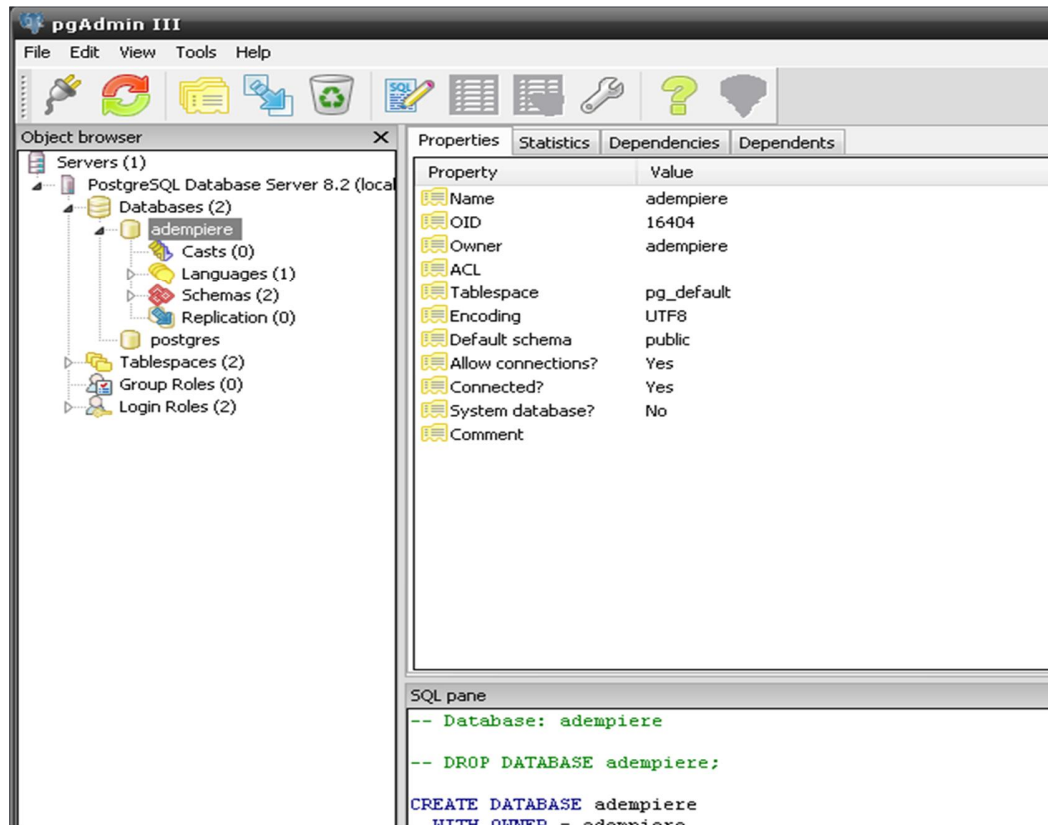 pgAdmin III
File Edit View Tools Help
SQL
Object browser X
Servers (1)
PostgreSQL Database Server 8.2 (local
Databases (2)
adempiere
Casts (0)
Languages (1)
Schemas (2)
Replication (0)
postgres
Tablespaces (2)
Group Roles (0)
Login Roles (2)
Properties Statistics Dependencies Dependents
Property Value
Name adempiere
OID 16404
Owner adempiere
ACL
Tablespace pg_default
Encoding UTF8
Default schema public
Allow connections? Yes
Connected? Yes
System database? No
Comment
SQL pane
-- Database: adempiere
-- DROP DATABASE adempiere;
CREATE DATABASE adempiere
WITH OWNER = adempiere